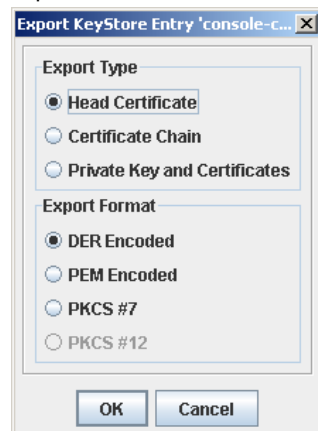 Export KeyStore Entry 'console-c...
Export Type
Head Certificate
Certificate Chain
Private Key and Certificates
Export Format
DER Encoded
PEM Encoded
PKCS #7
PKCS #12
OK Cancel